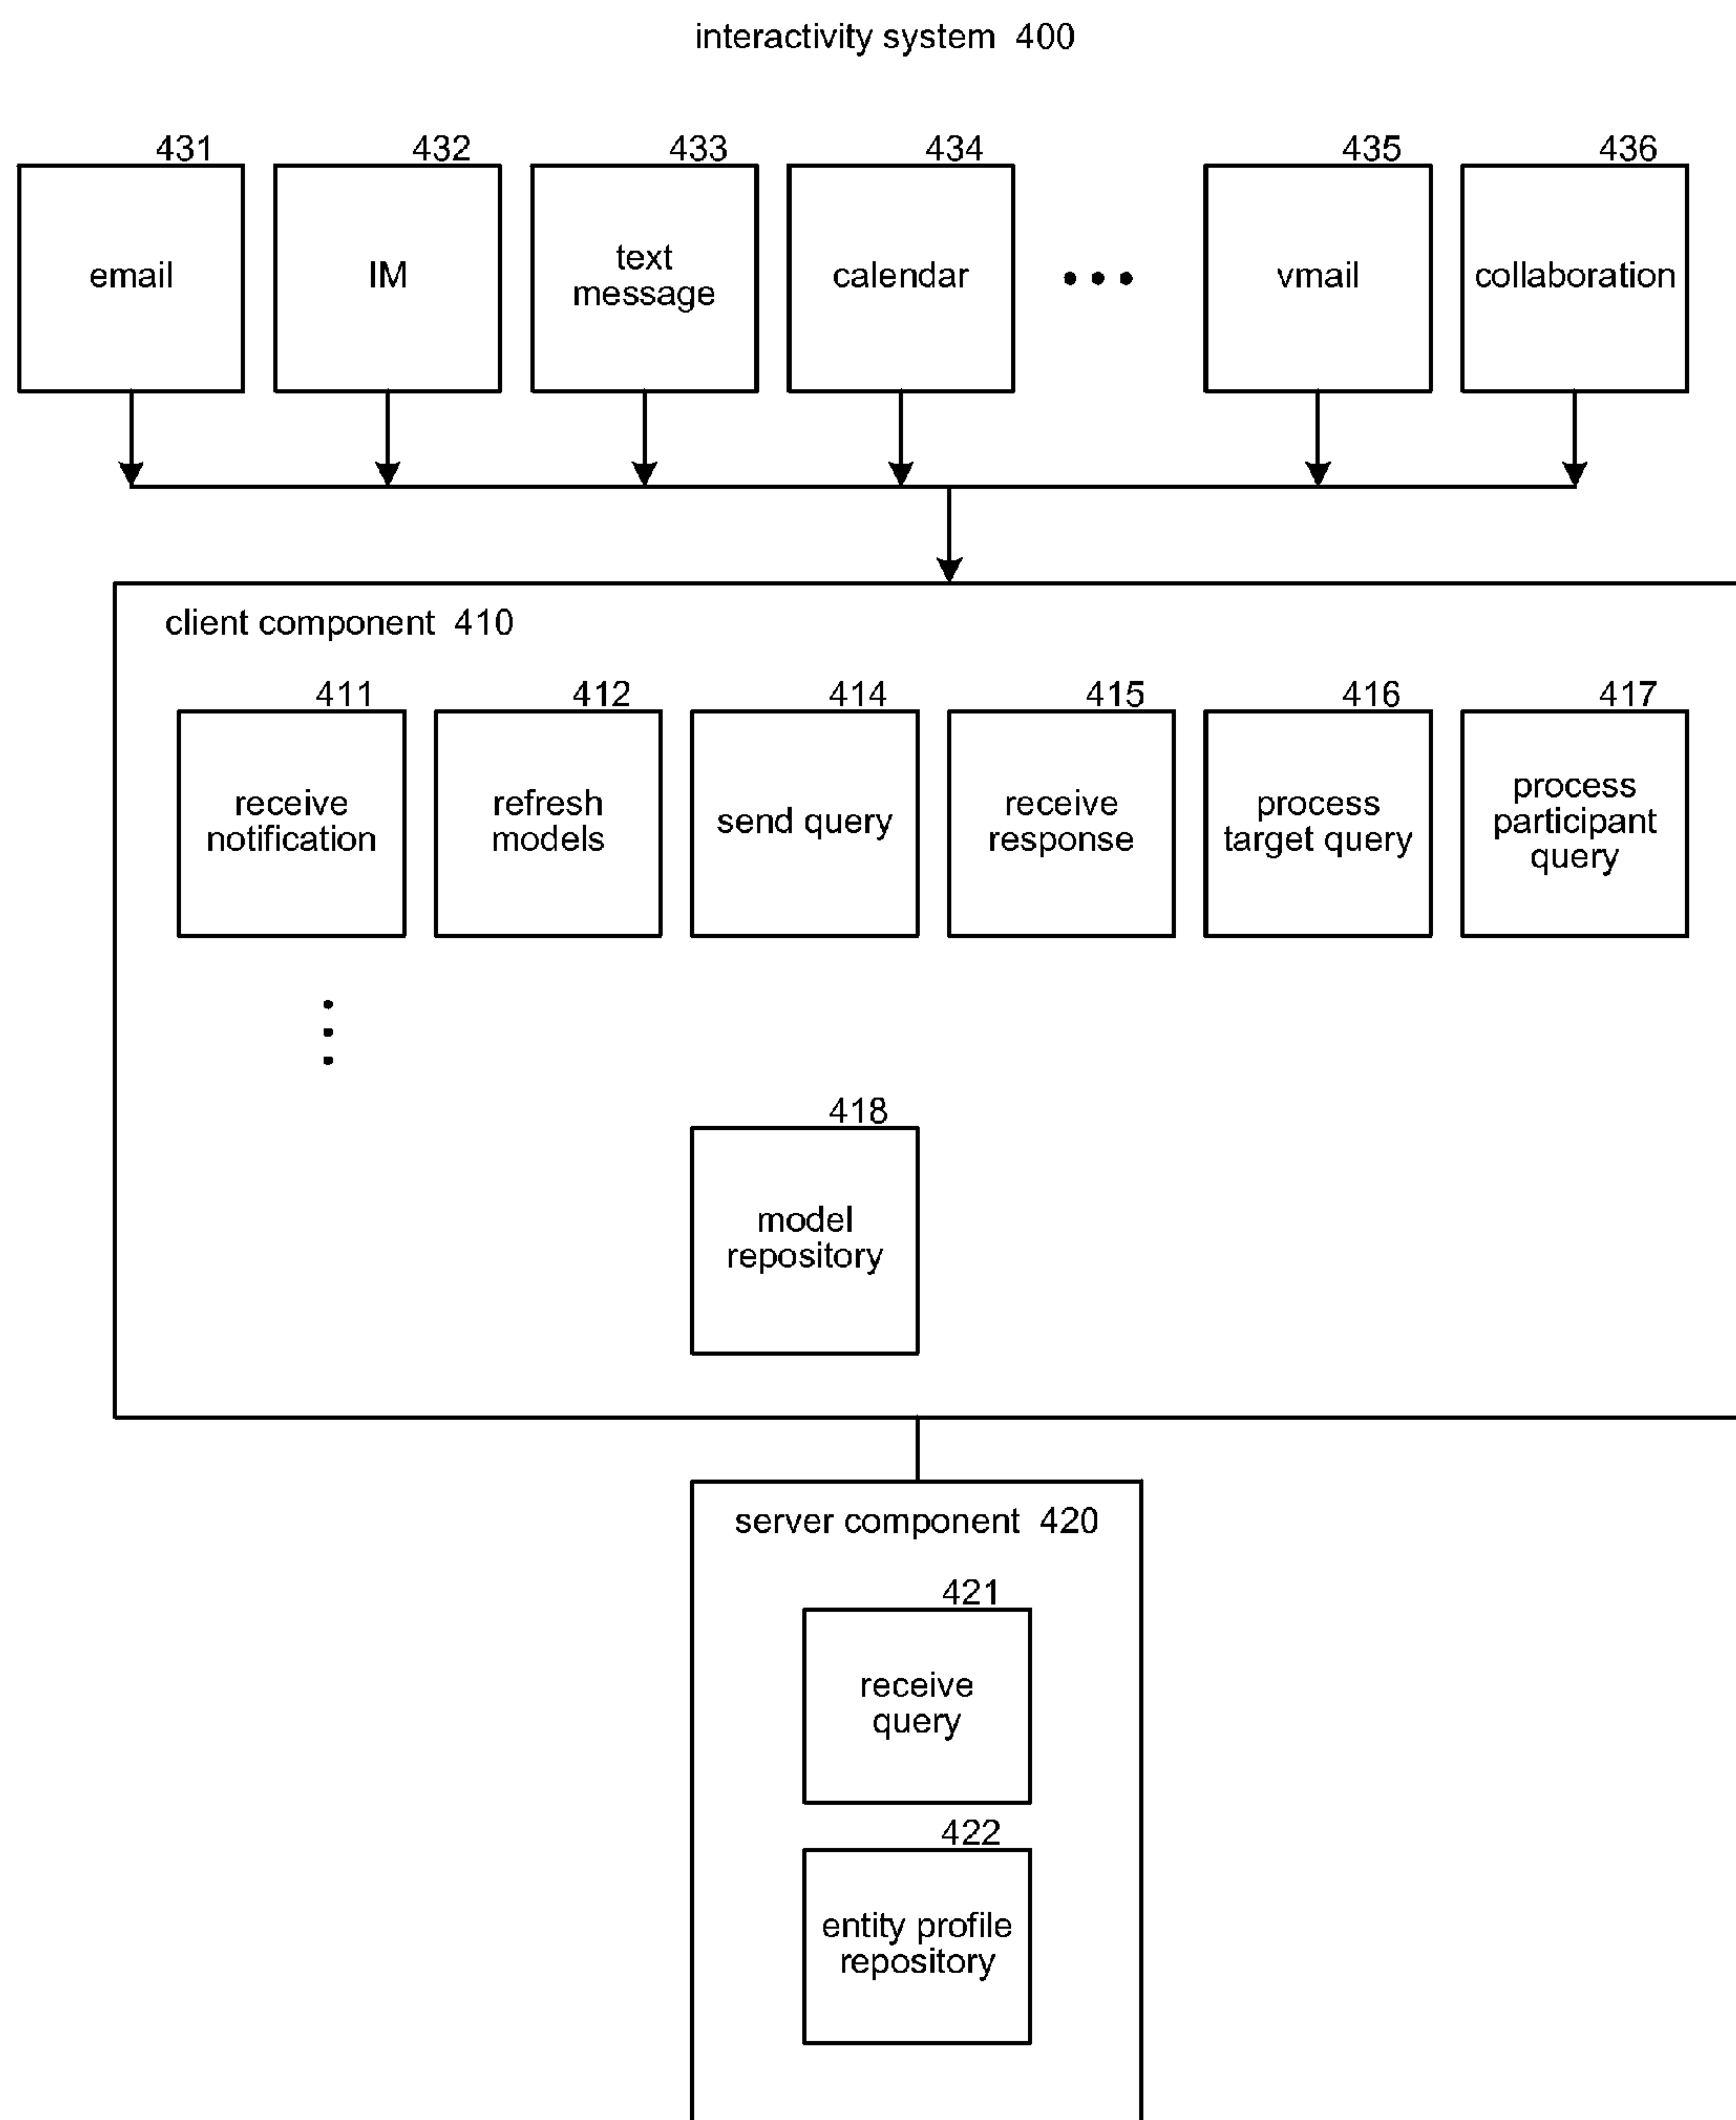 interactivity system 400
431 432 433 434 435 436
email
IM
text
message
calendar
• • •
vmail
collaboration
client component 410
411 412 414 415 416 417
receive
notification
refresh
models
send query
receive
response
process
target query
process
participant
query
418
model
repository
server component 420
421
receive
query
422
entity profile
repository